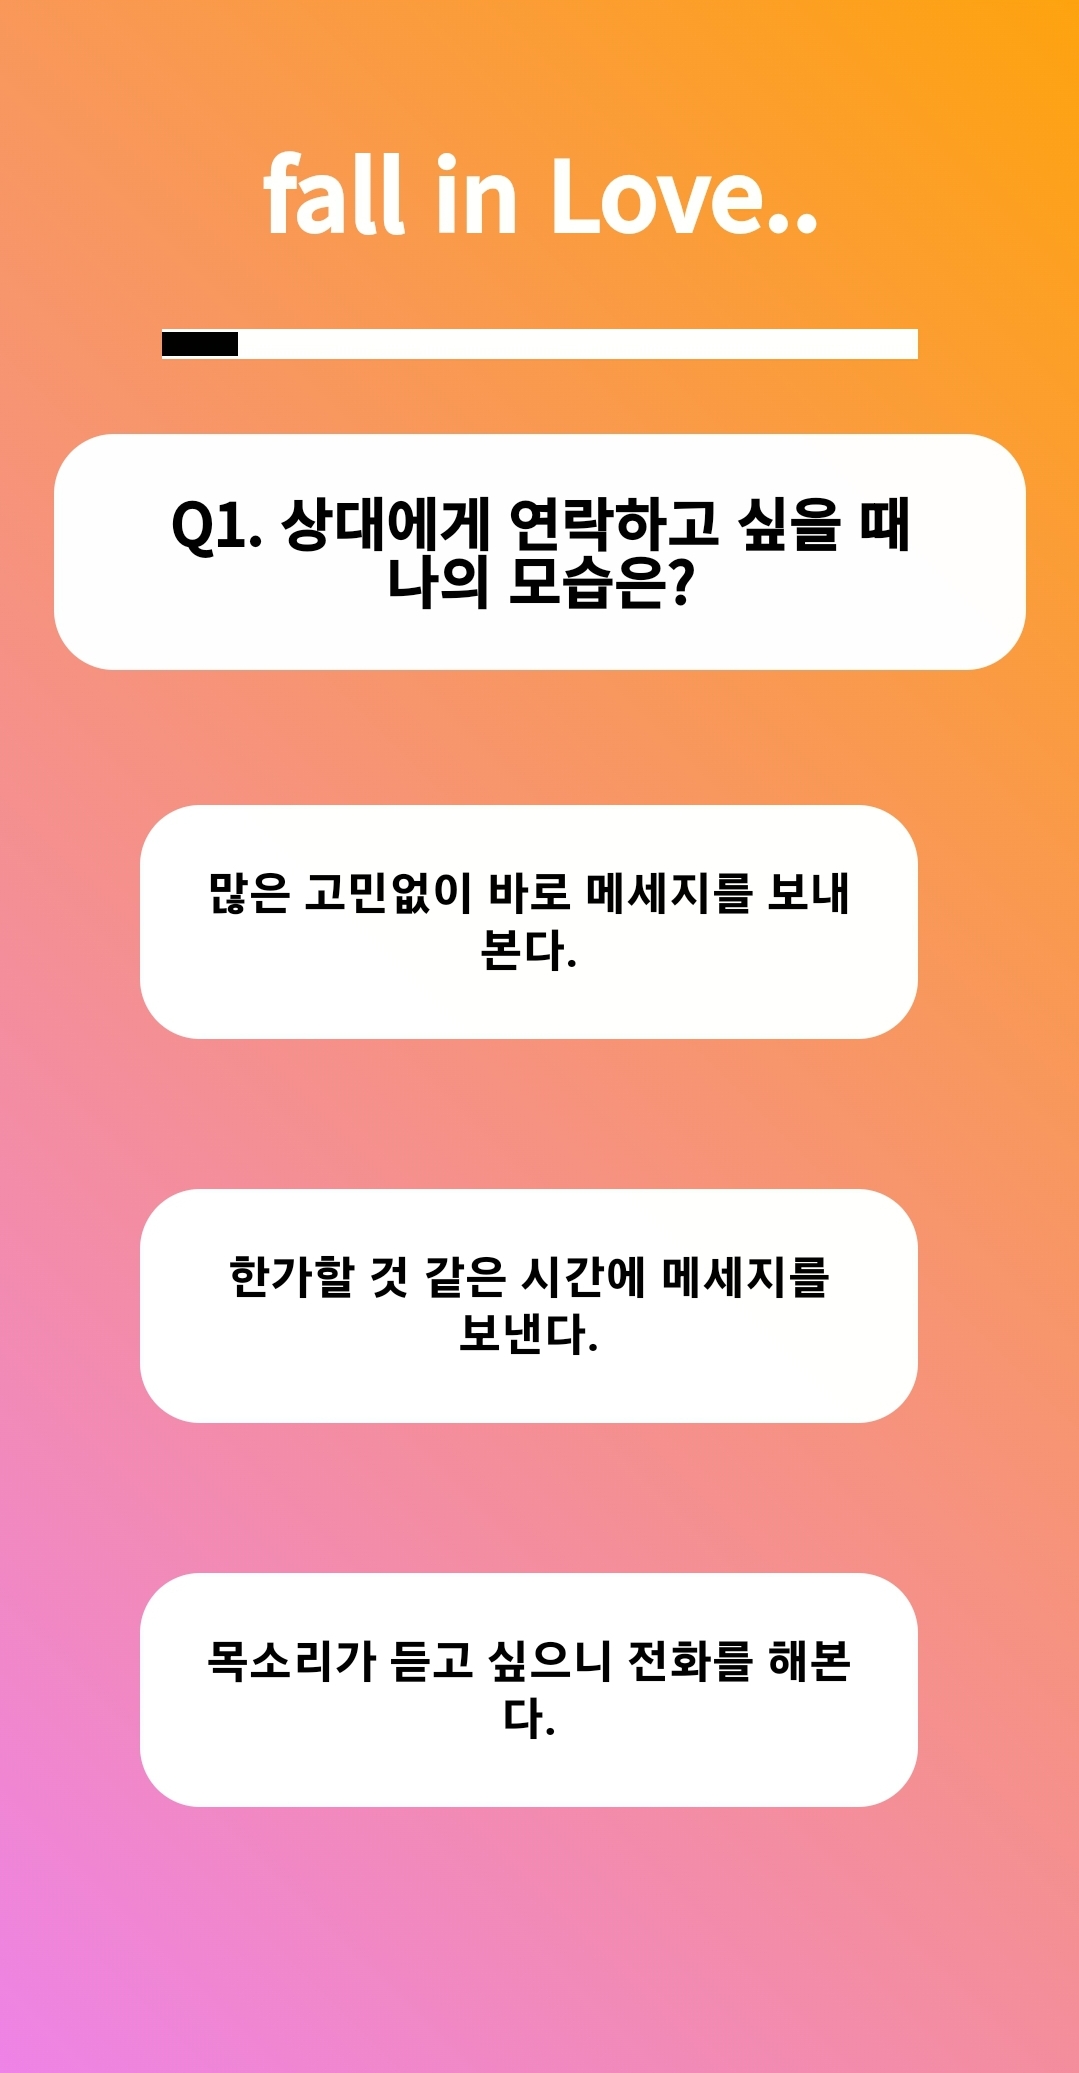 fall in Love..
Q1. 상대에게 연락하고 싶을 때
나의 모습은?
많은 고민없이 바로 메세지를 보내
본다.
한가할 것 같은 시간에 메세지를
보낸다.
목소리가 듣고 싶으니 전화를 해본
다.